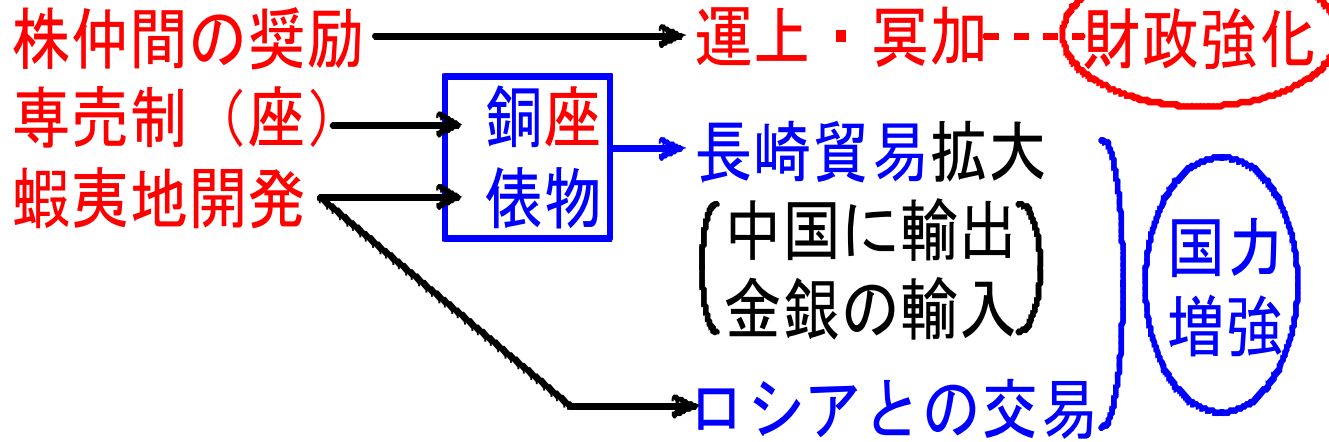 株仲間の奨励 運上・冥加---財政強化
専売制（座） 銅座 長崎貿易拡大
蝦夷地開発 俵物
中国に輸出
金銀の輸入
国力
増強
ロシアとの交易